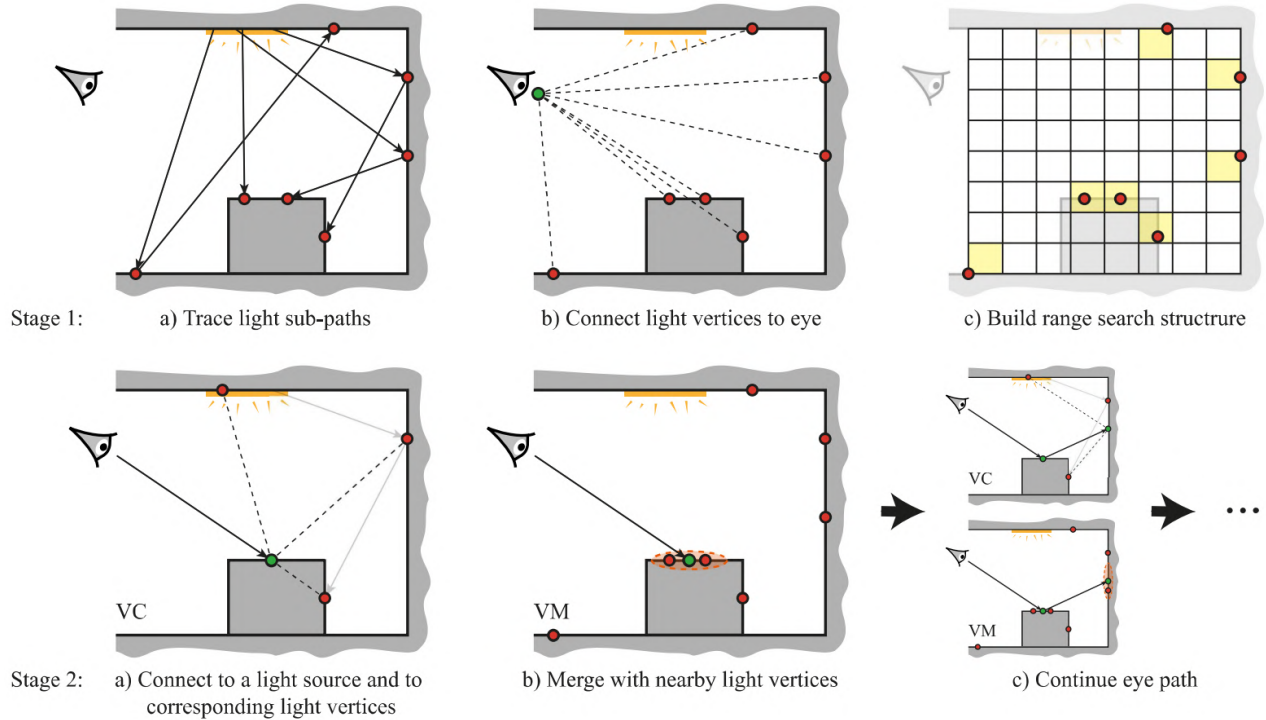 Stage 1:
a) Trace light sub-paths
b) Connect light vertices to eye
c) Build range search structrure
VC
VM
VC
VM
Stage 2:
a) Connect to a light source and to
corresponding light vertices
b) Merge with nearby light vertices
c) Continue eye path